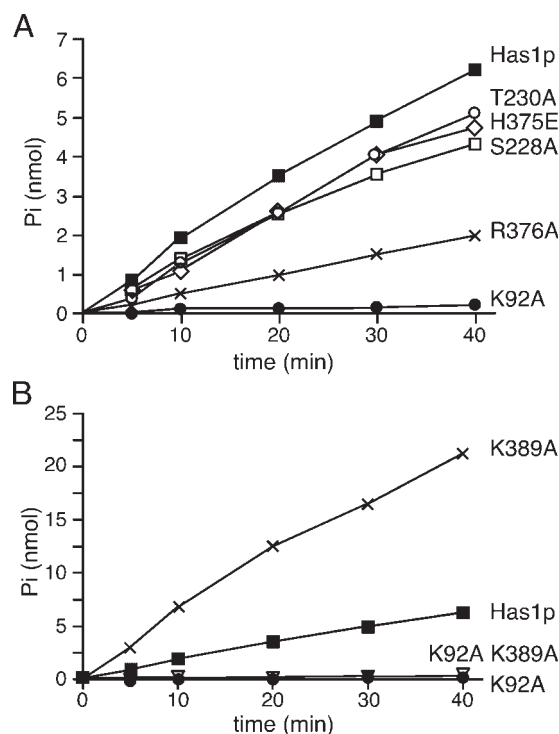 A
Pi (nmol)
7
6
5
4
3
2
1
0
0 10 20 30 40
time (min)
Has1p
T230A
H375E
S228A
R376A
K92A
B
Pi (nmol)
25
20
15
10
5
0
0 10 20 30 40
time (min)
K389A
Has1p
K92A K389A
K92A